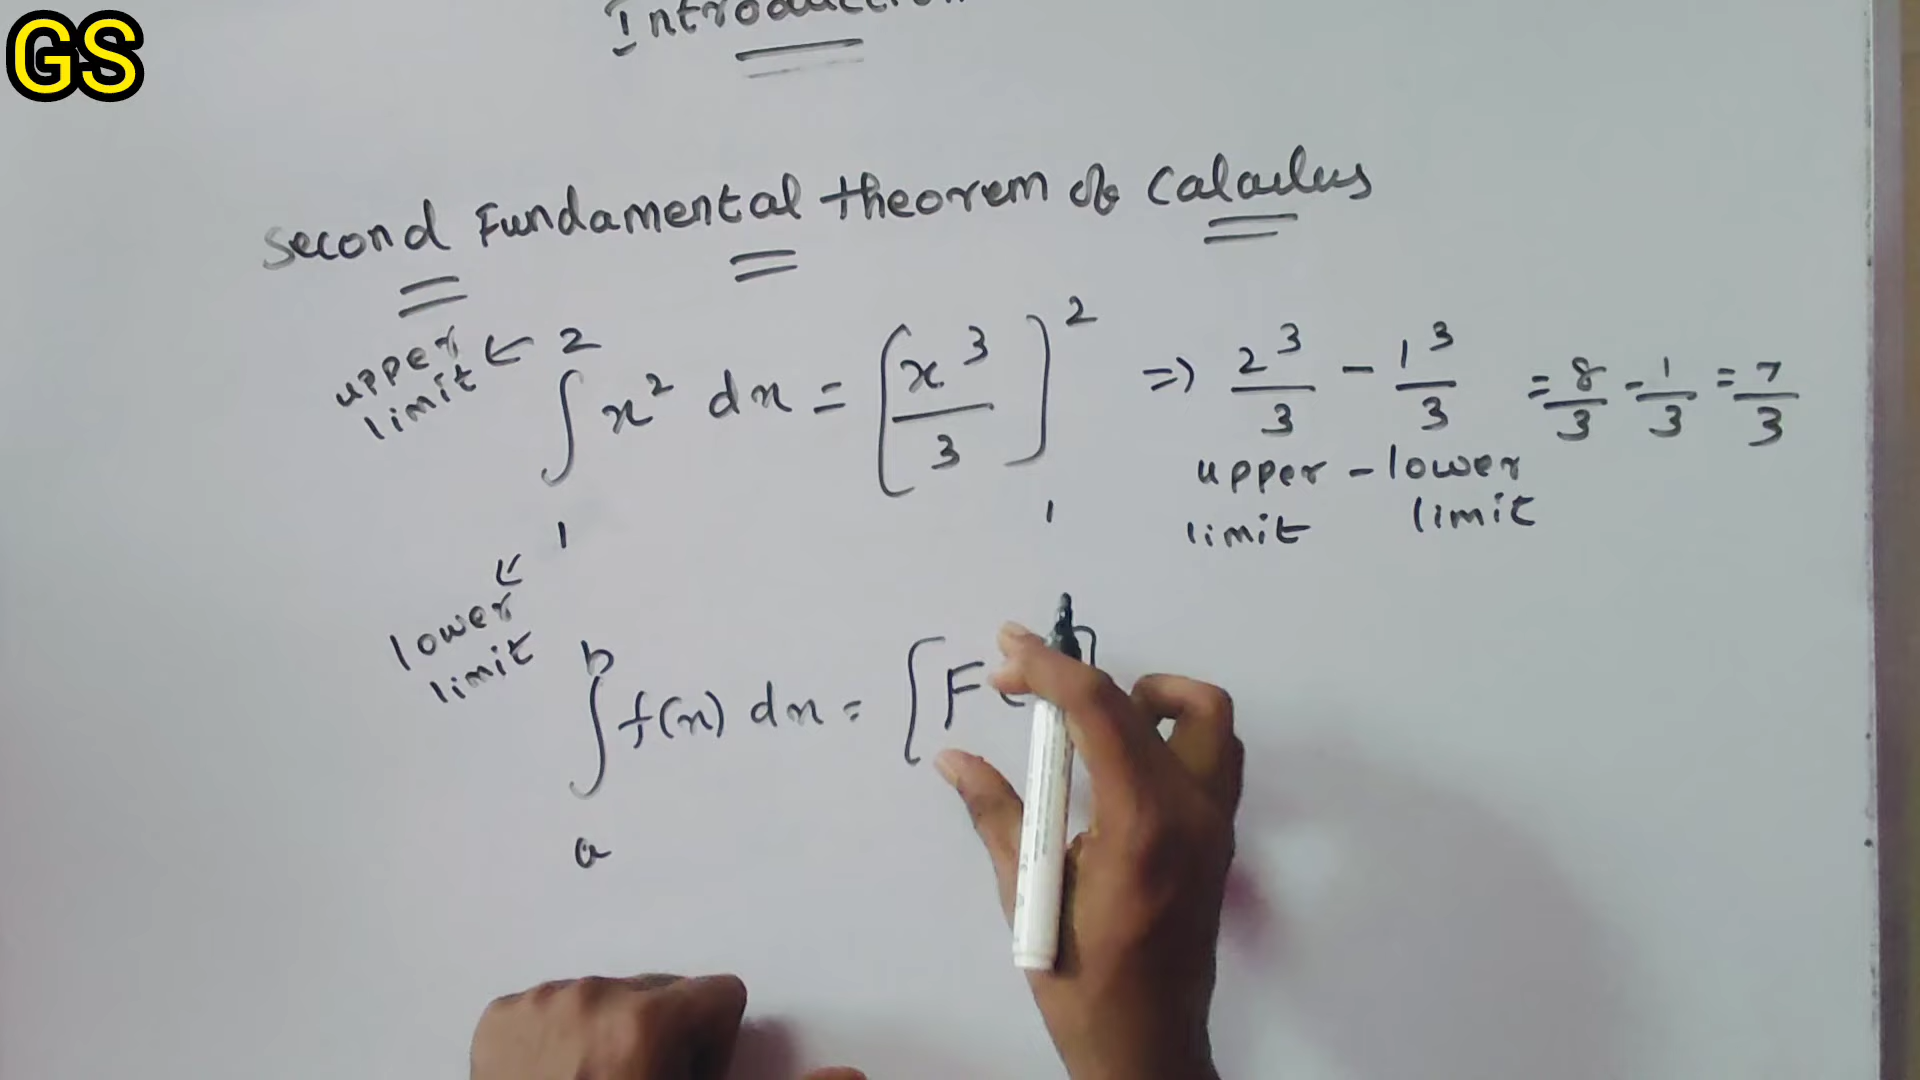 GS
Introduction
Second Fundamental theorem of Calculus
upper limit ← 2
∫ x² dx = [x³/3]² => 2³/3 - 1³/3 = 8/3 - 1/3 = 7/3
1 1
upper limit - lower limit
lower limit
b
∫ f(x) dx = [F(
a